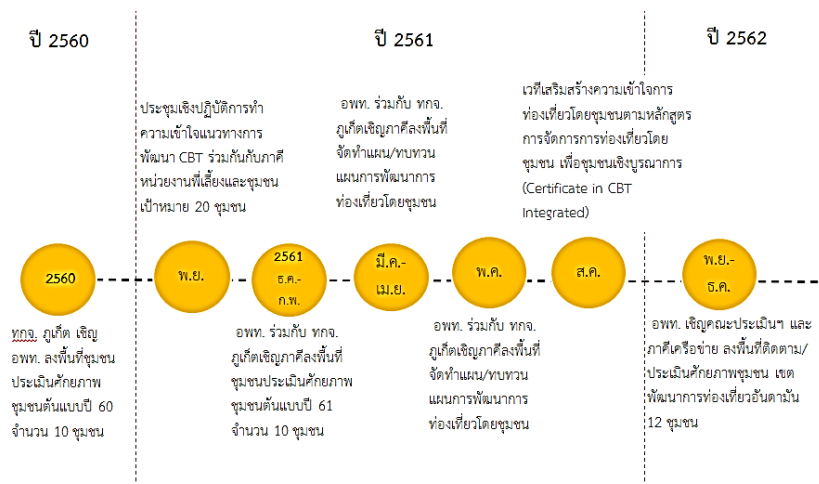 ปี 2560
ปี 2561
ปี 2562
ประชุมเชิงปฏิบัติการทำ
ความเข้าใจแนวทางการ
พัฒนา CBT ร่วมกันกับภาคี
หน่วยงานพี่เลี้ยงและชุมชน
เป้าหมาย 20 ชุมชน
อพท. ร่วมกับ ทกจ.
ภูเก็ตเชิญภาคีลงพื้นที่
จัดทำแผน/ทบทวน
แผนการพัฒนาการ
ท่องเที่ยวโดยชุมชน
เวทีเสริมสร้างความเข้าใจการ
ท่องเที่ยวโดยชุมชนตามหลักสูตร
การจัดการการท่องเที่ยวโดย
ชุมชน เพื่อชุมชนเชิงบูรณาการ
(Certificate in CBT
Integrated)
2560
พ.ย.
2561
ธ.ค.-
ก.พ.
มี.ค.-
เม.ย.
พ.ค.
ส.ค.
พ.ย.-
ธ.ค.
ทกจ. ภูเก็ต เชิญ
อพท. ลงพื้นที่ชุมชน
ประเมินศักยภาพ
ชุมชนต้นแบบปี 60
จำนวน 10 ชุมชน
อพท. ร่วมกับ ทกจ.
ภูเก็ตเชิญภาคีลงพื้นที่
ชุมชนประเมินศักยภาพ
ชุมชนต้นแบบปี 61
จำนวน 10 ชุมชน
อพท. ร่วมกับ ทกจ.
ภูเก็ตเชิญภาคีลงพื้นที่
จัดทำแผน/ทบทวน
แผนการพัฒนาการ
ท่องเที่ยวโดยชุมชน
อพท. เชิญคณะประเมินฯ และ
ภาคีเครือข่าย ลงพื้นที่ติดตาม/
ประเมินศักยภาพชุมชน เขต
พัฒนาการท่องเที่ยวอันดามัน
12 ชุมชน